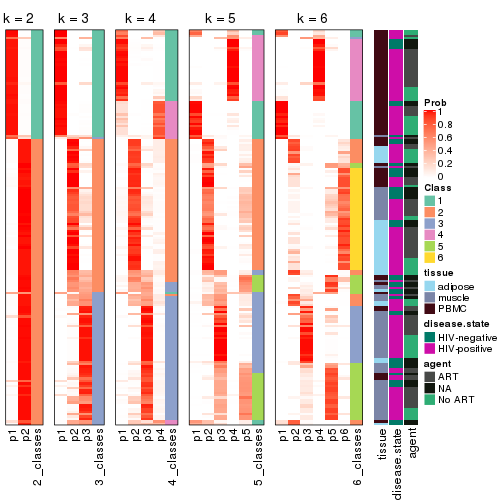 k = 2
k = 3
k = 4
k = 5
k = 6
p1
p2
2_classes
p1
p2
p3
3_classes
p1
p2
p3
p4
4_classes
p1
p2
p3
p4
p5
5_classes
p1
p2
p3
p4
p5
p6
6_classes
tissue
disease.state
agent
Prob
1
0.8
0.6
0.4
0.2
0
Class
1
2
3
4
5
6
tissue
adipose
muscle
PBMC
disease.state
HIV-negative
HIV-positive
agent
ART
NA
No ART